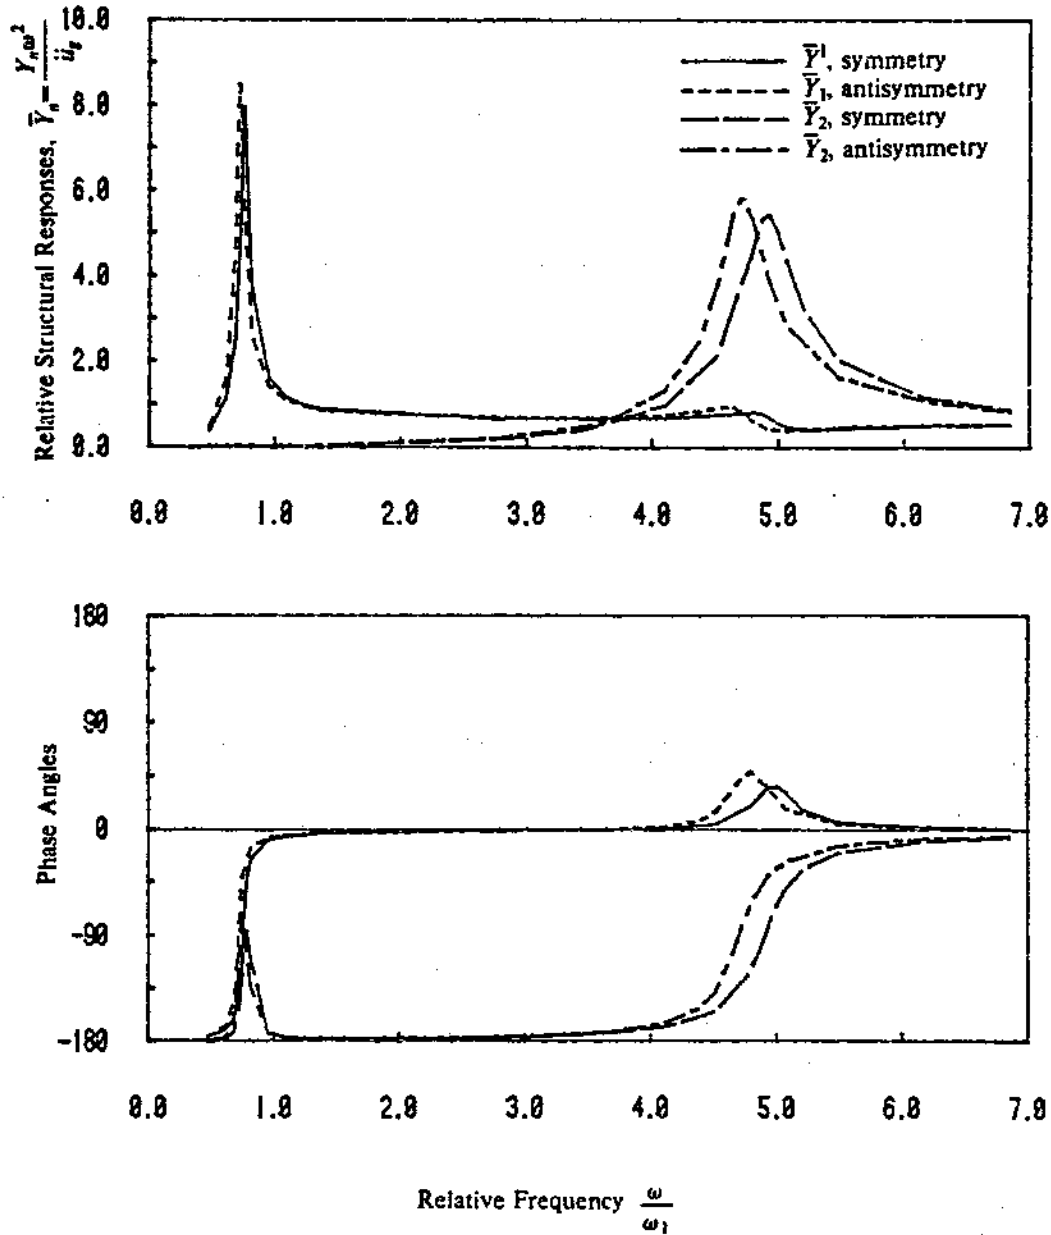 Relative Structural Responses, Ȳₙ = Yₙω² / ü_g
10.0
8.0
6.0
4.0
2.0
0.0
Ȳ¹, symmetry
Ȳ₁, antisymmetry
Ȳ₂, symmetry
Ȳ₂, antisymmetry
0.0 1.0 2.0 3.0 4.0 5.0 6.0 7.0
Phase Angles
180
90
0
-90
-180
0.0 1.0 2.0 3.0 4.0 5.0 6.0 7.0
Relative Frequency ω / ω₁